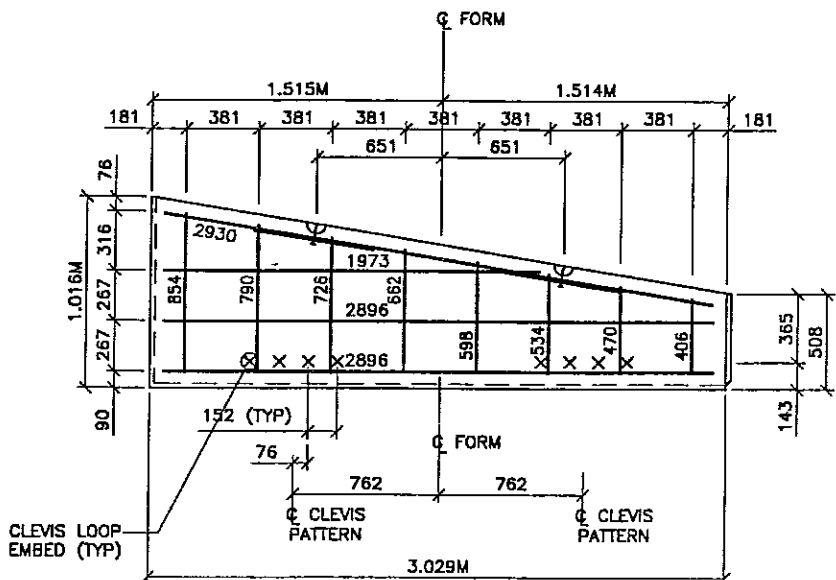 ℄ FORM
1.515M 1.514M
181 381 381 381 381 381 381 381 181
651 651
76
316
267
267
90
1.016M
2930
1973
2896
2896
854 790 726 662 598 534 470 406
365
508
143
152 (TYP)
76
℄ FORM
762 762
℄ CLEVIS
PATTERN
℄ CLEVIS
PATTERN
CLEVIS LOOP
EMBED (TYP)
3.029M